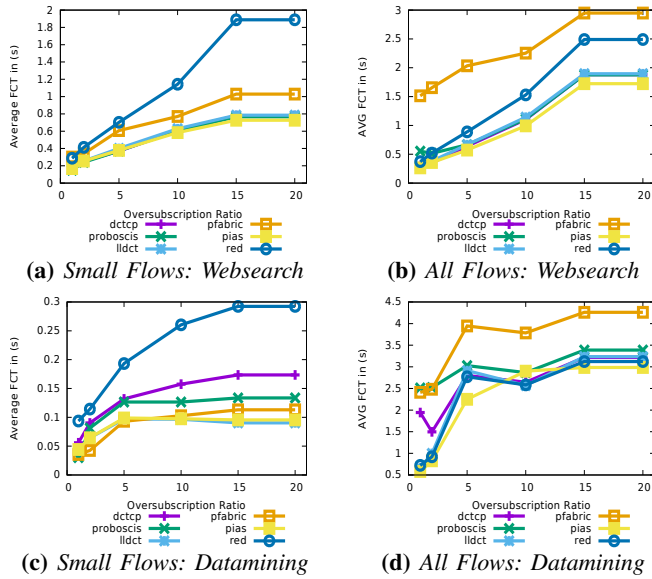 2
1.8
1.6
1.4
1.2
1
0.8
0.6
0.4
0.2
0
Average FCT in (s)
0 5 10 15 20
Oversubscription Ratio
dctcp pfabric
proboscis pias
lldct red
(a) Small Flows: Websearch
3
2.5
2
1.5
1
0.5
0
AVG FCT in (s)
0 5 10 15 20
Oversubscription Ratio
dctcp pfabric
proboscis pias
lldct red
(b) All Flows: Websearch
0.3
0.25
0.2
0.15
0.1
0.05
0
Average FCT in (s)
0 5 10 15 20
Oversubscription Ratio
dctcp pfabric
proboscis pias
lldct red
(c) Small Flows: Datamining
4.5
4
3.5
3
2.5
2
1.5
1
0.5
AVG FCT in (s)
0 5 10 15 20
Oversubscription Ratio
dctcp pfabric
proboscis pias
lldct red
(d) All Flows: Datamining